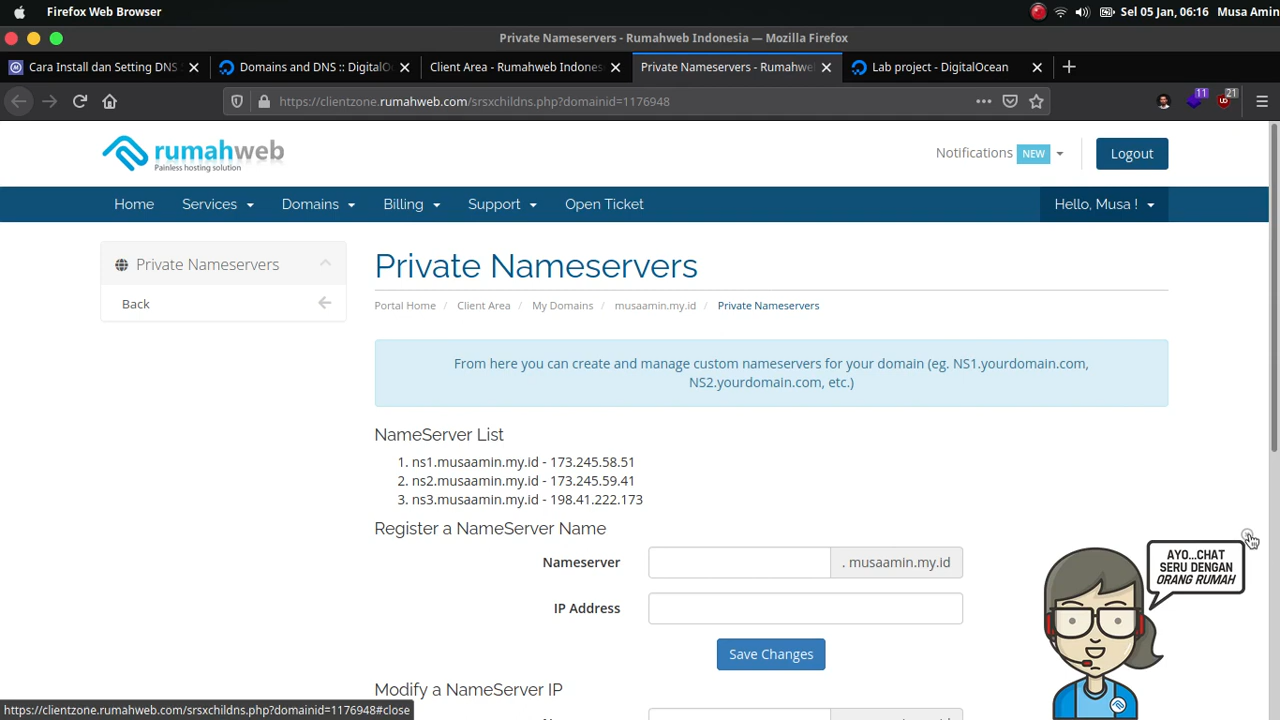 Firefox Web Browser
Sel 05 Jan, 06:16 Musa Amin
Private Nameservers - Rumahweb Indonesia — Mozilla Firefox
Cara Install dan Setting DNS
Domains and DNS :: DigitalO
Client Area - Rumahweb Indones
Private Nameservers - Rumahwe
Lab project - DigitalOcean
https://clientzone.rumahweb.com/srsxchildns.php?domainid=1176948
11
21
rumahweb
Painless hosting solution
Notifications NEW
Logout
Home
Services
Domains
Billing
Support
Open Ticket
Hello, Musa !
Private Nameservers
Back
Private Nameservers
Portal Home / Client Area / My Domains / musaamin.my.id / Private Nameservers
From here you can create and manage custom nameservers for your domain (eg. NS1.yourdomain.com,
NS2.yourdomain.com, etc.)
NameServer List
1. ns1.musaamin.my.id - 173.245.58.51
2. ns2.musaamin.my.id - 173.245.59.41
3. ns3.musaamin.my.id - 198.41.222.173
Register a NameServer Name
Nameserver
. musaamin.my.id
IP Address
Save Changes
AYO...CHAT
SERU DENGAN
ORANG RUMAH
Modify a NameServer IP
https://clientzone.rumahweb.com/srsxchildns.php?domainid=1176948#close